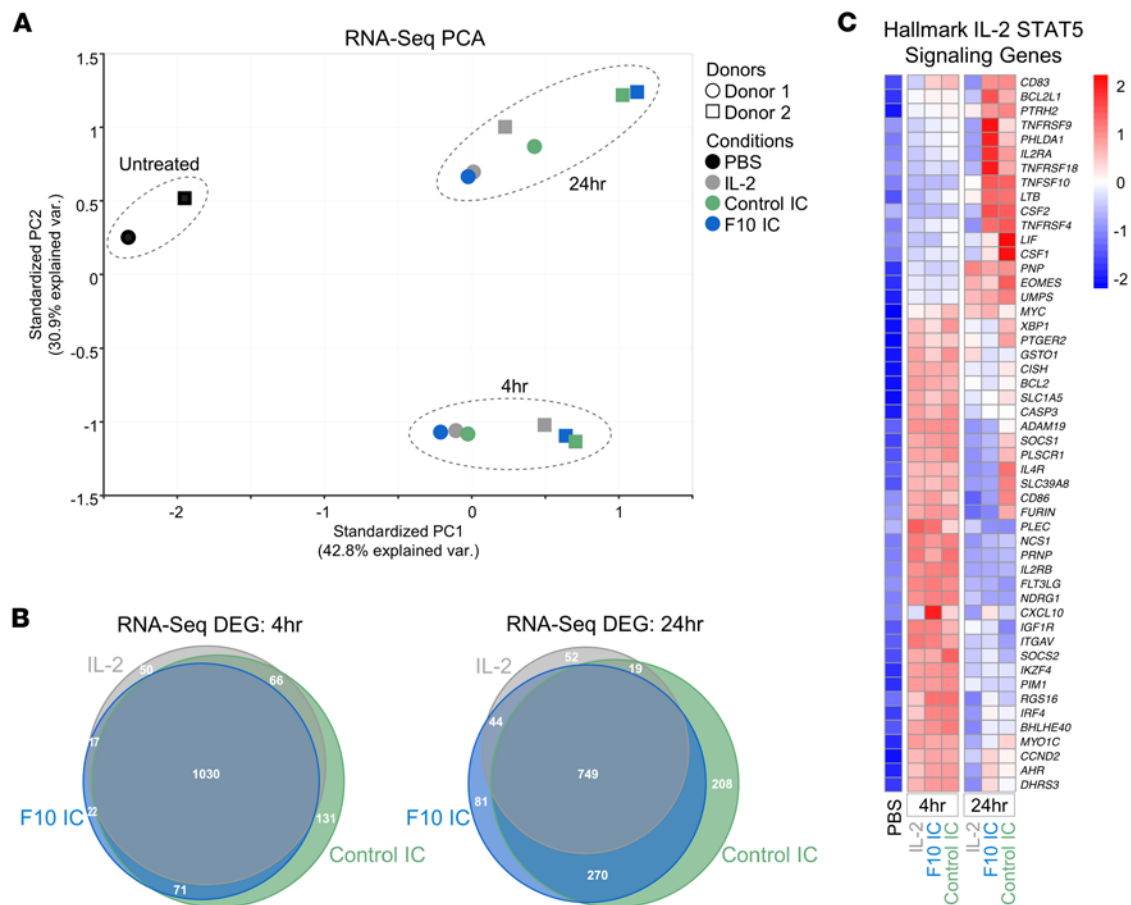 A
RNA-Seq PCA
1.5
1
0.5
0
-0.5
-1
-1.5
-2
-1
0
1
Standardized PC2
(30.9% explained var.)
Standardized PC1
(42.8% explained var.)
Untreated
24hr
4hr
Donors
Donor 1
Donor 2
Conditions
PBS
IL-2
Control IC
F10 IC
B
RNA-Seq DEG: 4hr
IL-2
50
66
17
1030
22
131
71
F10 IC
Control IC
RNA-Seq DEG: 24hr
IL-2
52
19
44
749
208
81
270
F10 IC
Control IC
C
Hallmark IL-2 STAT5
Signaling Genes
CD83
BCL2L1
PTRH2
TNFRSF9
PHLDA1
IL2RA
TNFRSF18
TNFSF10
LTB
CSF2
TNFRSF4
LIF
CSF1
PNP
EOMES
UMPS
MYC
XBP1
PTGER2
GSTO1
CISH
BCL2
SLC1A5
CASP3
ADAM19
SOCS1
PLSCR1
IL4R
SLC39A8
CD86
FURIN
PLEC
NCS1
PRNP
IL2RB
FLT3LG
NDRG1
CXCL10
IGF1R
ITGAV
SOCS2
IKZF4
PIM1
RGS16
IRF4
BHLHE40
MYO1C
CCND2
AHR
DHRS3
2
1
0
-1
-2
PBS
4hr
24hr
IL-2
F10 IC
Control IC
IL-2
F10 IC
Control IC